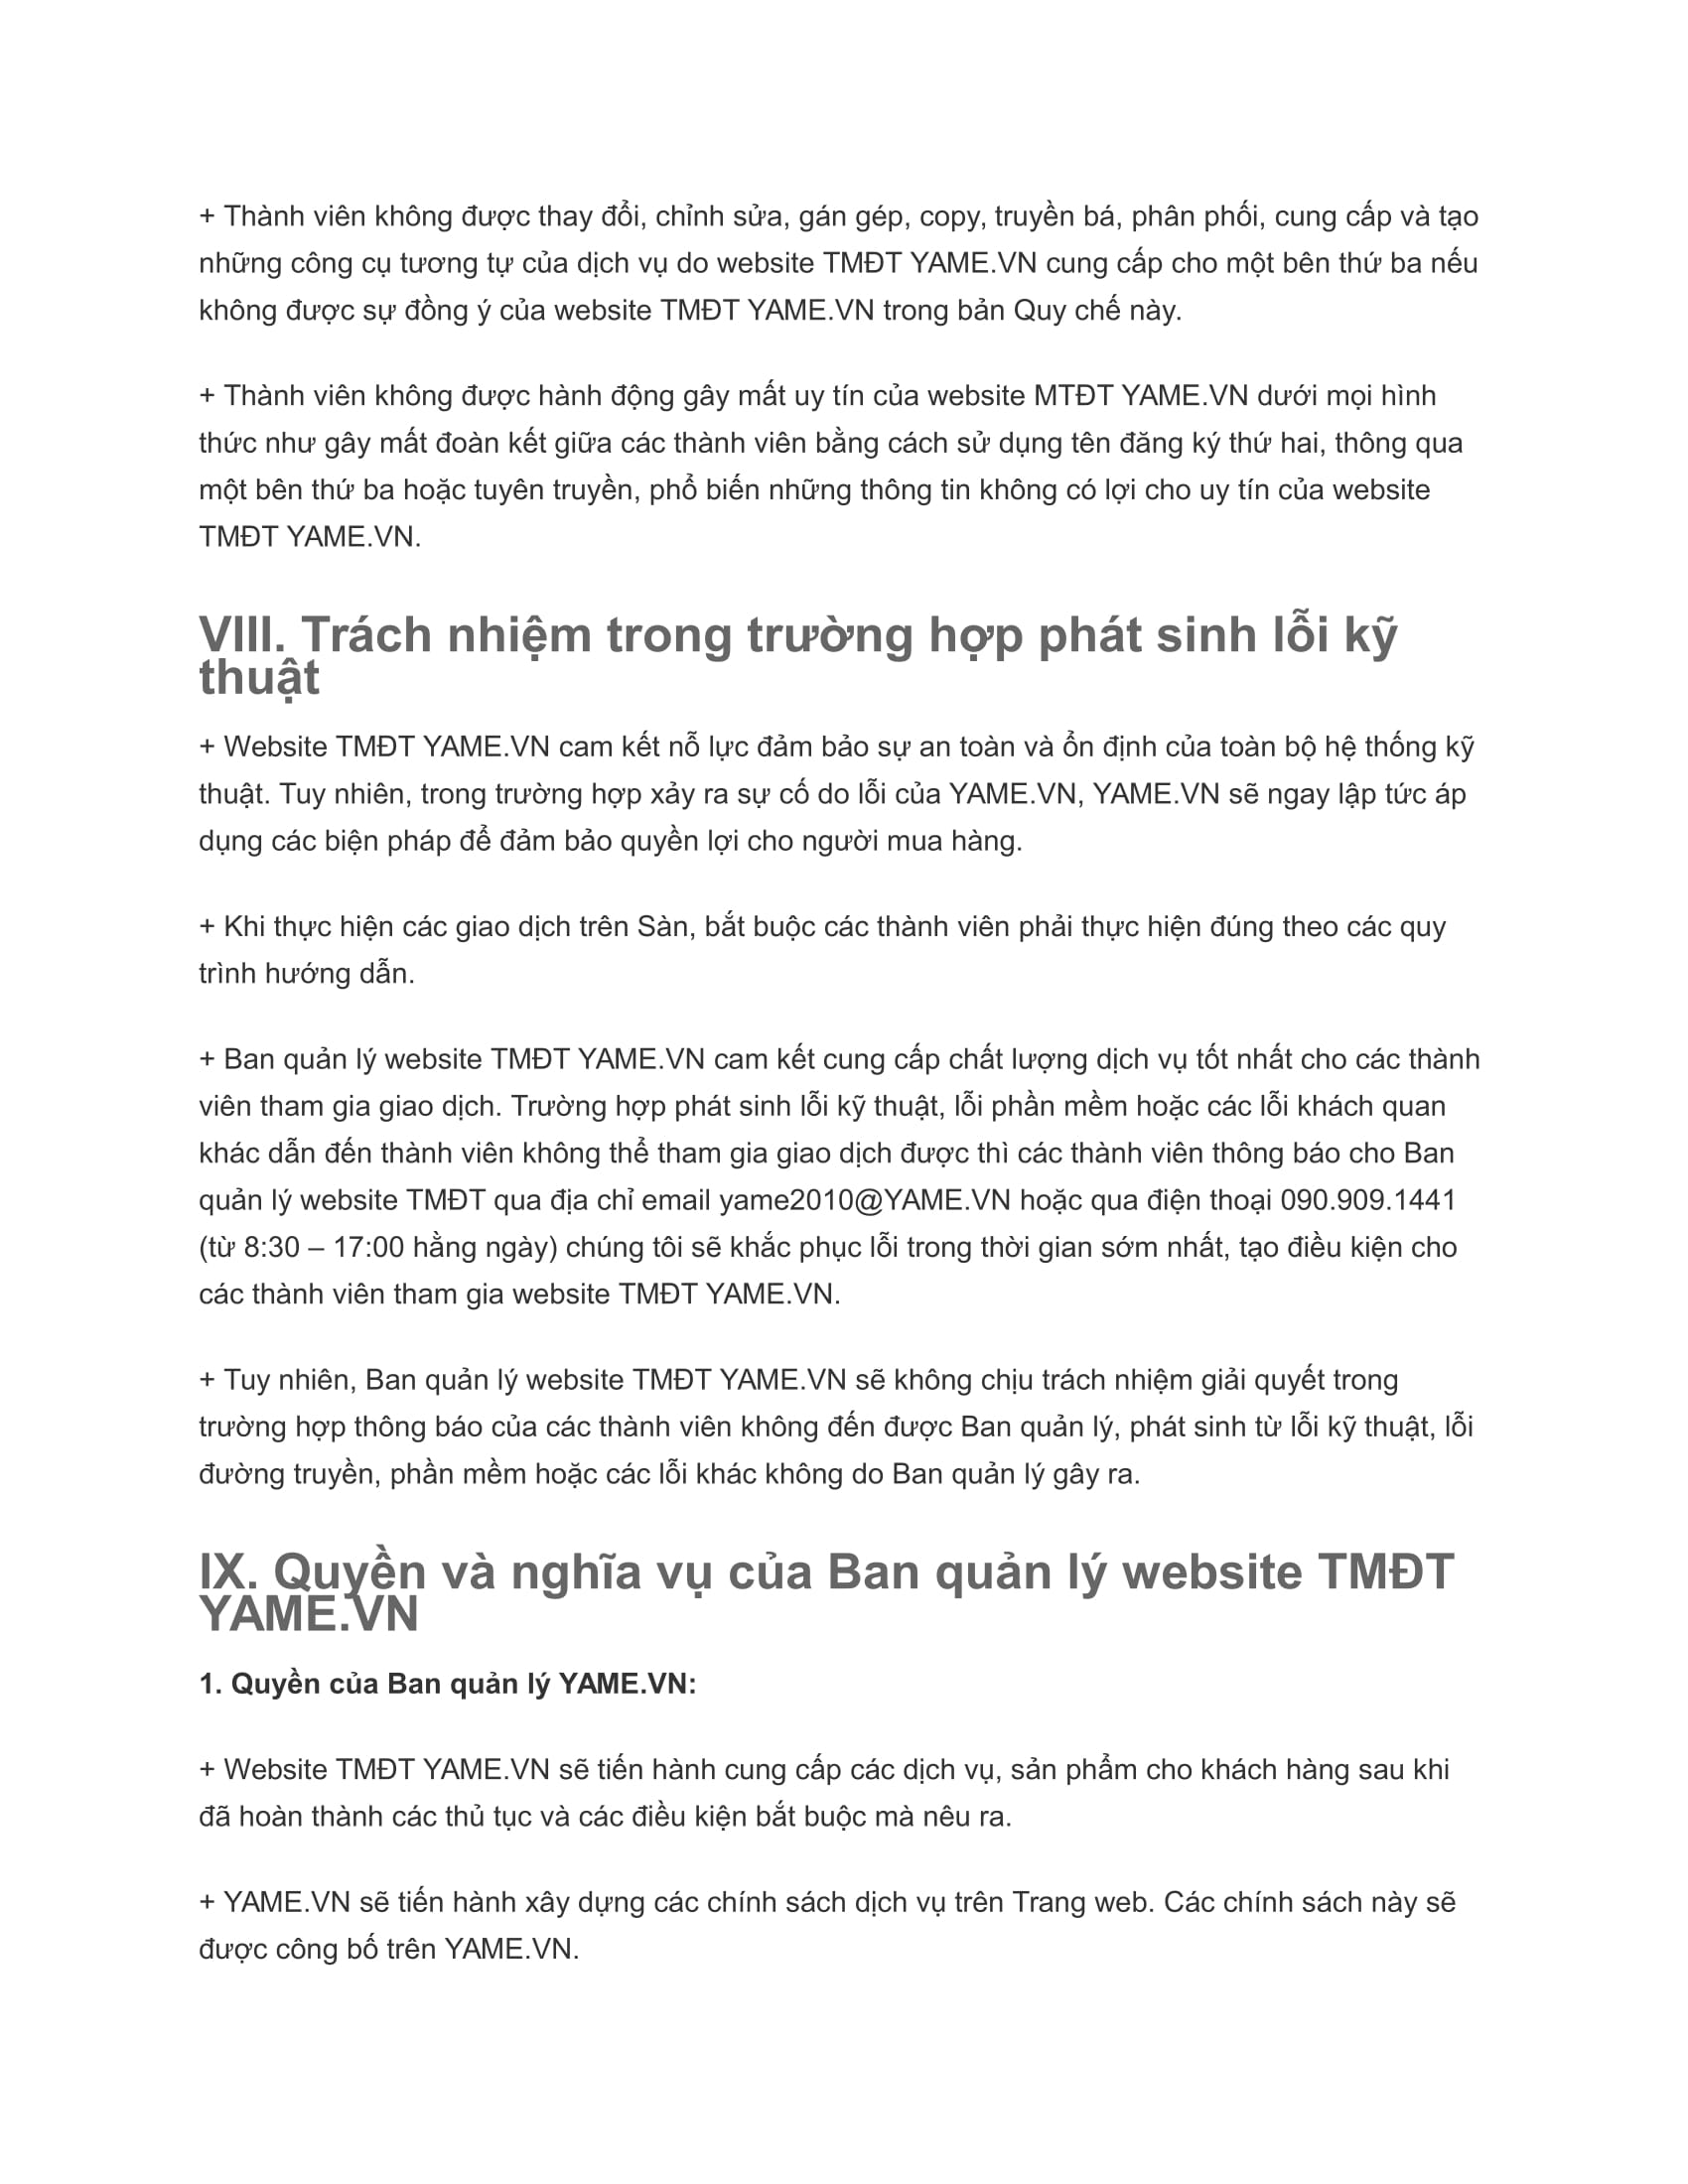 + Thành viên không được thay đổi, chỉnh sửa, gán gép, copy, truyền bá, phân phối, cung cấp và tạo
những công cụ tương tự của dịch vụ do website TMĐT YAME.VN cung cấp cho một bên thứ ba nếu
không được sự đồng ý của website TMĐT YAME.VN trong bản Quy chế này.
+ Thành viên không được hành động gây mất uy tín của website MTĐT YAME.VN dưới mọi hình
thức như gây mất đoàn kết giữa các thành viên bằng cách sử dụng tên đăng ký thứ hai, thông qua
một bên thứ ba hoặc tuyên truyền, phổ biến những thông tin không có lợi cho uy tín của website
TMĐT YAME.VN.
VIII. Trách nhiệm trong trường hợp phát sinh lỗi kỹ
thuật
+ Website TMĐT YAME.VN cam kết nỗ lực đảm bảo sự an toàn và ổn định của toàn bộ hệ thống kỹ
thuật. Tuy nhiên, trong trường hợp xảy ra sự cố do lỗi của YAME.VN, YAME.VN sẽ ngay lập tức áp
dụng các biện pháp để đảm bảo quyền lợi cho người mua hàng.
+ Khi thực hiện các giao dịch trên Sàn, bắt buộc các thành viên phải thực hiện đúng theo các quy
trình hướng dẫn.
+ Ban quản lý website TMĐT YAME.VN cam kết cung cấp chất lượng dịch vụ tốt nhất cho các thành
viên tham gia giao dịch. Trường hợp phát sinh lỗi kỹ thuật, lỗi phần mềm hoặc các lỗi khách quan
khác dẫn đến thành viên không thể tham gia giao dịch được thì các thành viên thông báo cho Ban
quản lý website TMĐT qua địa chỉ email yame2010@YAME.VN hoặc qua điện thoại 090.909.1441
(từ 8:30 – 17:00 hằng ngày) chúng tôi sẽ khắc phục lỗi trong thời gian sớm nhất, tạo điều kiện cho
các thành viên tham gia website TMĐT YAME.VN.
+ Tuy nhiên, Ban quản lý website TMĐT YAME.VN sẽ không chịu trách nhiệm giải quyết trong
trường hợp thông báo của các thành viên không đến được Ban quản lý, phát sinh từ lỗi kỹ thuật, lỗi
đường truyền, phần mềm hoặc các lỗi khác không do Ban quản lý gây ra.
IX. Quyền và nghĩa vụ của Ban quản lý website TMĐT
YAME.VN
1. Quyền của Ban quản lý YAME.VN:
+ Website TMĐT YAME.VN sẽ tiến hành cung cấp các dịch vụ, sản phẩm cho khách hàng sau khi
đã hoàn thành các thủ tục và các điều kiện bắt buộc mà nêu ra.
+ YAME.VN sẽ tiến hành xây dựng các chính sách dịch vụ trên Trang web. Các chính sách này sẽ
được công bố trên YAME.VN.